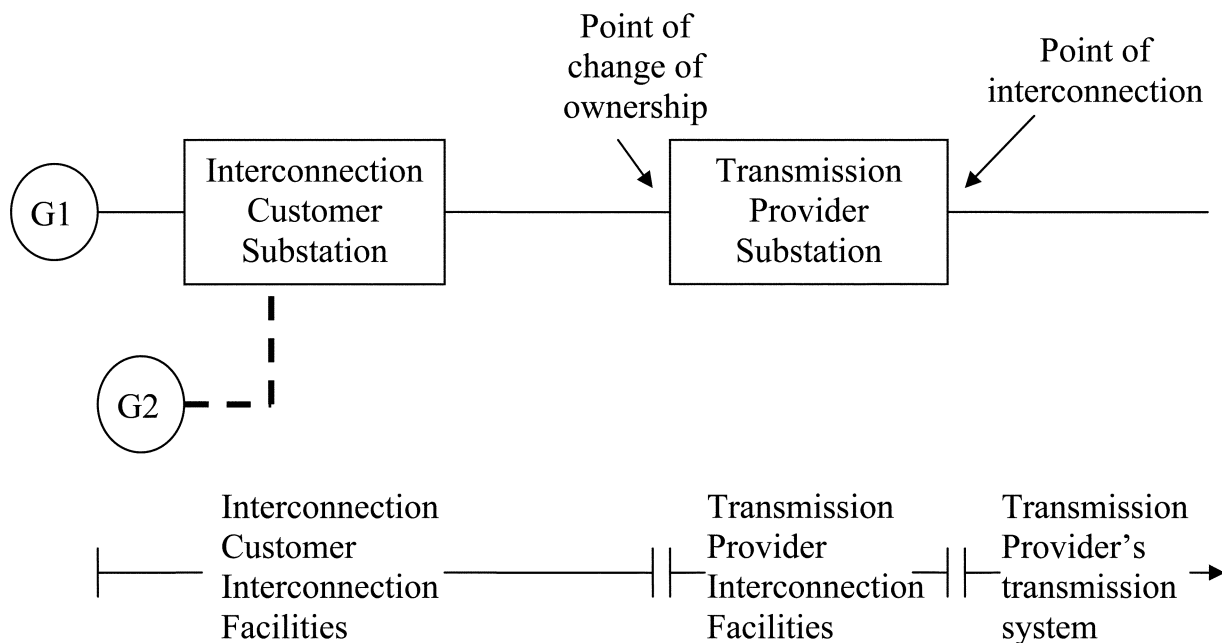 Point of
change of
ownership
Point of
interconnection
G1
Interconnection
Customer
Substation
Transmission
Provider
Substation
G2
Interconnection
Customer
Interconnection
Facilities
Transmission
Provider
Interconnection
Facilities
Transmission
Provider’s
transmission
system